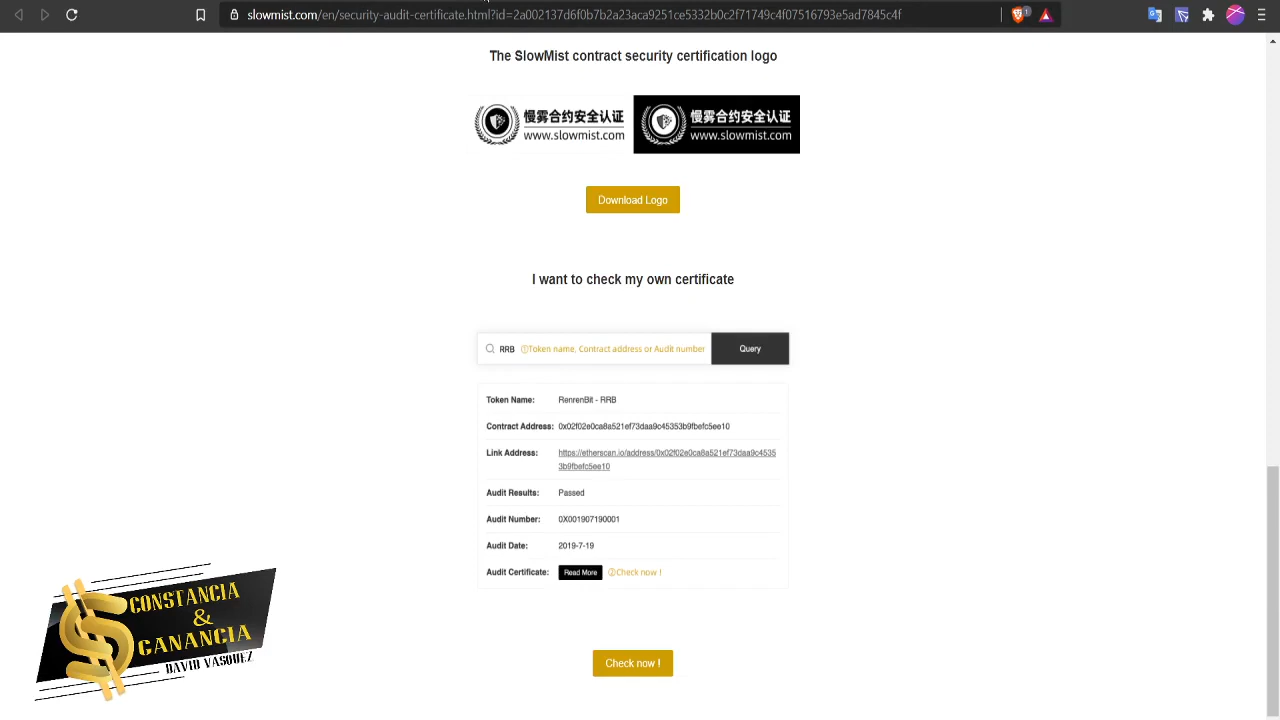 slowmist.com/en/security-audit-certificate.html?id=2a002137d6f0b7a2a23aca9251ce5332b0c2f71749c4f07516793e5ad7845c4f
1
The SlowMist contract security certification logo
慢雾合约安全认证
www.slowmist.com
慢雾合约安全认证
www.slowmist.com
Download Logo
I want to check my own certificate
RRB ①Token name, Contract address or Audit number
Query
Token Name: RenrenBit - RRB
Contract Address: 0x02f02e0ca8a521ef73daa9c45353b9fbefc5ee10
Link Address: https://etherscan.io/address/0x02f02e0ca8a521ef73daa9c4535
3b9fbefc5ee10
Audit Results: Passed
Audit Number: 0X001907190001
Audit Date: 2019-7-19
Audit Certificate: Read More ②Check now !
CONSTANCIA
&
GANANCIA
DAVID VASQUEZ
Check now !